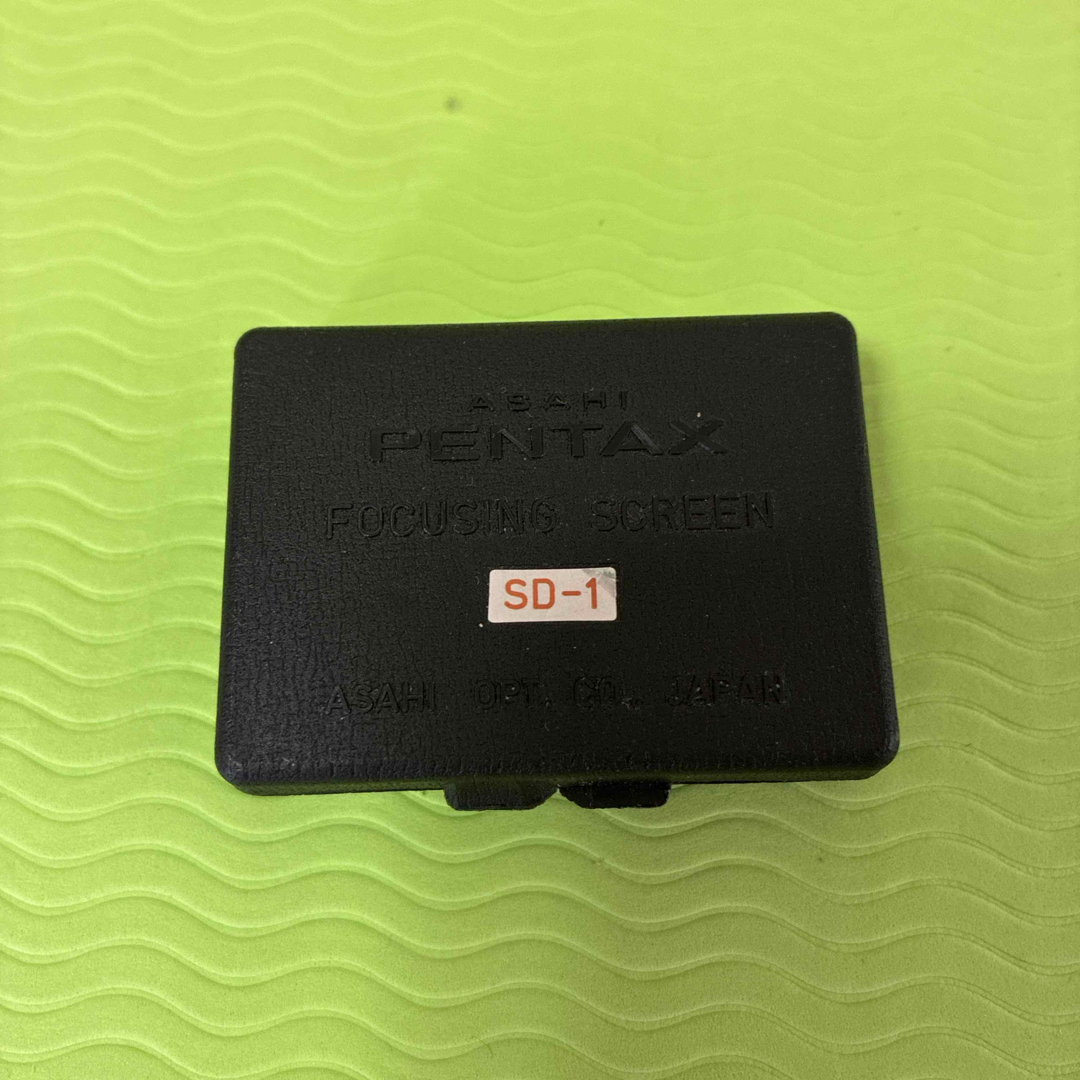 ASAHI
PENTAX
FOCUSING SCREEN
SD-1
ASAHI OPT. CO., JAPAN